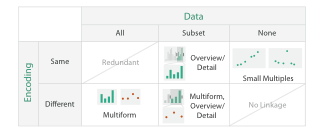 Data
All
Subset
None
Encoding
Same
Redundant
Overview/
Detail
Small Multiples
Different
Multiform
Multiform,
Overview/
Detail
No Linkage